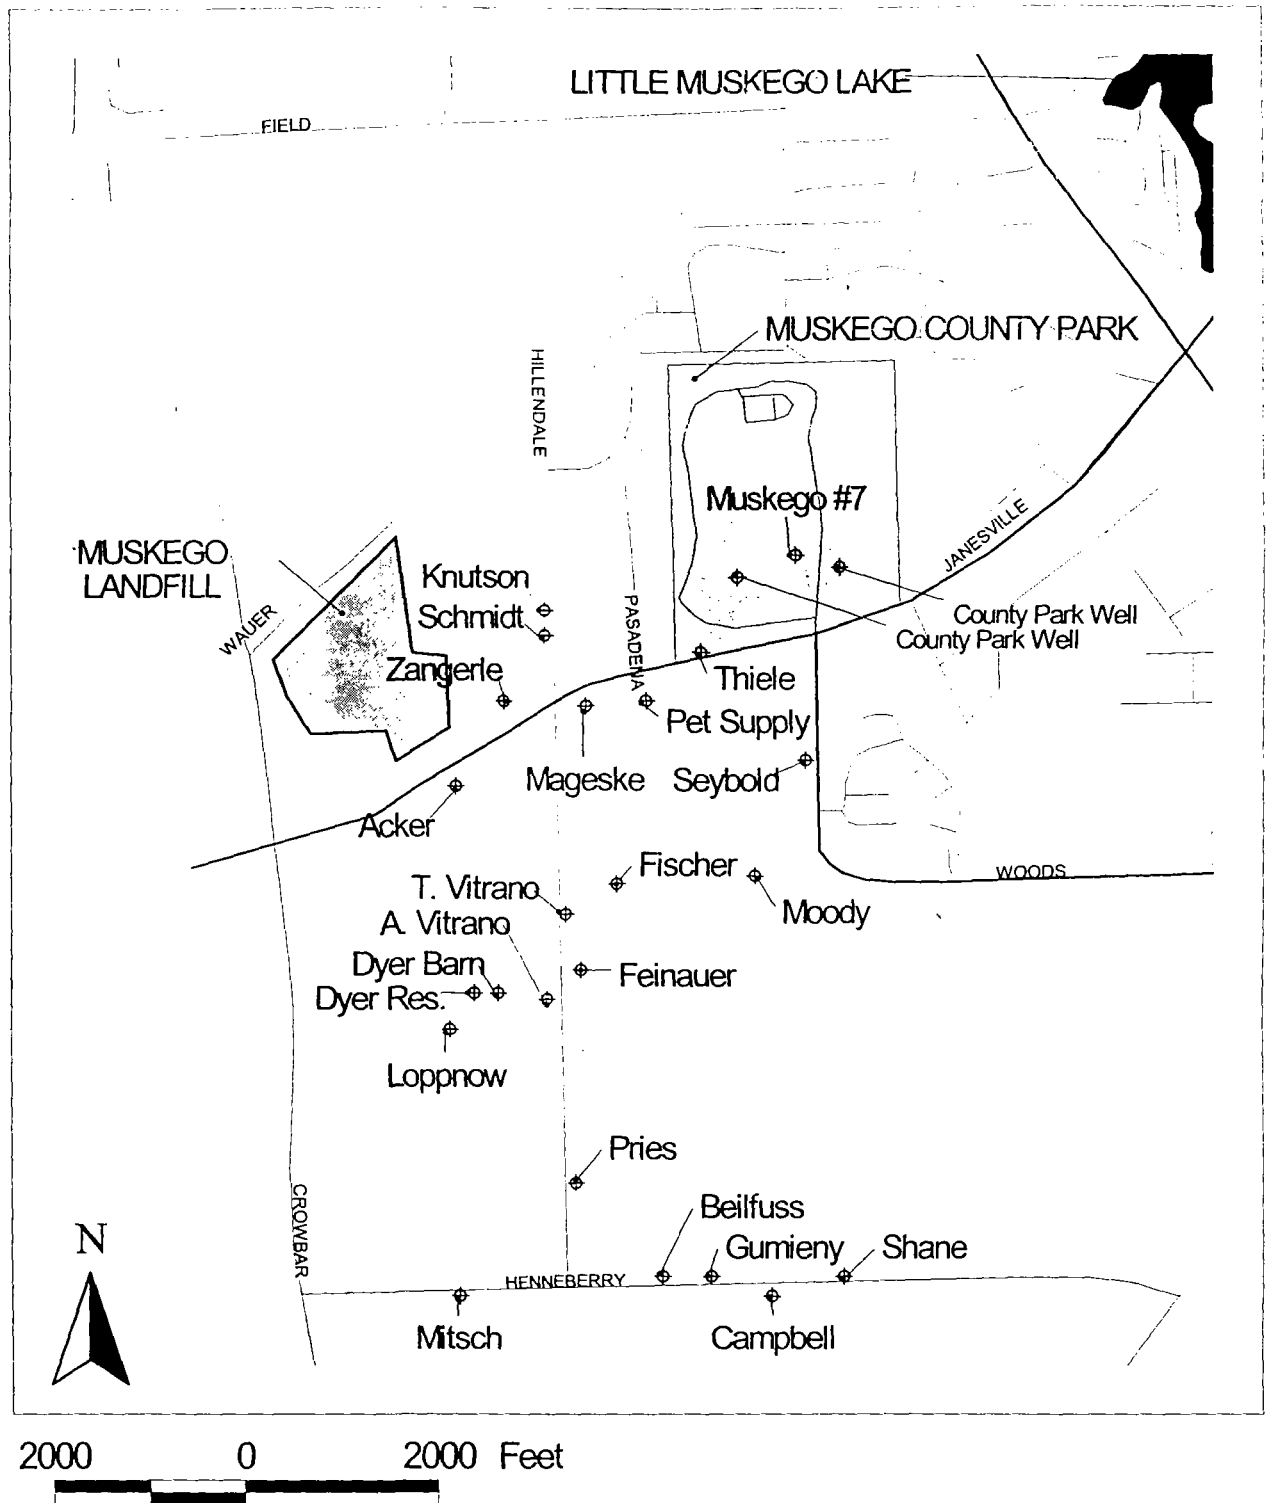 LITTLE MUSKEGO LAKE
FIELD
MUSKEGO COUNTY PARK
HILLENDALE
Muskego #7
JANESVILLE
MUSKEGO
LANDFILL
Knutson
Schmidt
WAUER
PASADENA
County Park Well
County Park Well
Zangerle
Thiele
Pet Supply
Mageske
Seybold
Acker
Fischer
WOODS
T. Vitrano
A. Vitrano
Moody
Dyer Barn
Feinauer
Dyer Res.
Loppnow
Pries
CROWBAR
Beilfuss
N
Gumieny
Shane
HENNEBERRY
Mitsch
Campbell
2000 0 2000 Feet